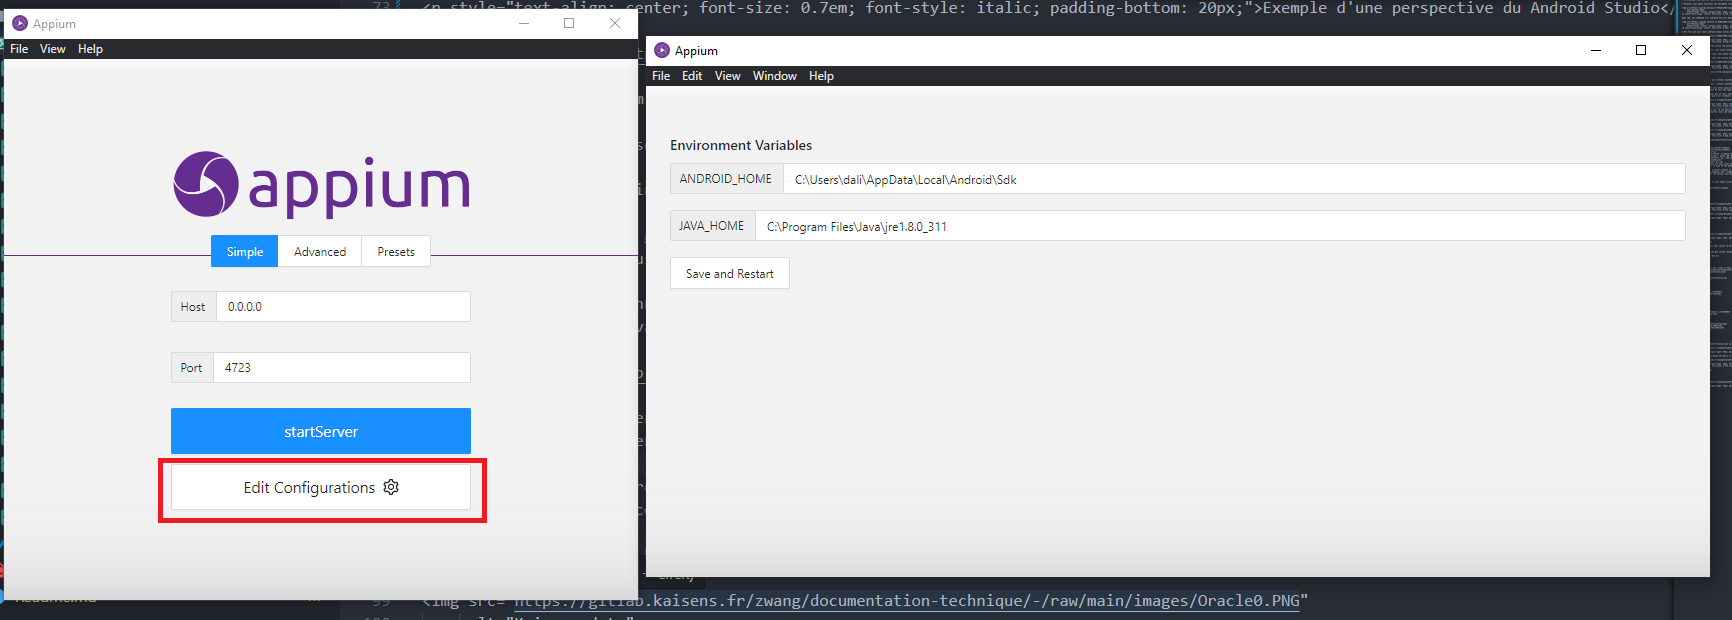 73 <p style="text-align: center; font-size: 0.7em; font-style: italic; padding-bottom: 20px;">Exemple d'une perspective du Android Studio</
Appium
File View Help
appium
Simple Advanced Presets
Host 0.0.0.0
Port 4723
startServer
Edit Configurations
Appium
File Edit View Window Help
Environment Variables
ANDROID_HOME C:\Users\dali\AppData\Local\Android\Sdk
JAVA_HOME C:\Program Files\Java\jre1.8.0_311
Save and Restart
99 <img src="https://gitlab.kaisens.fr/zwang/documentation-technique/-/raw/main/images/Oracle0.PNG"